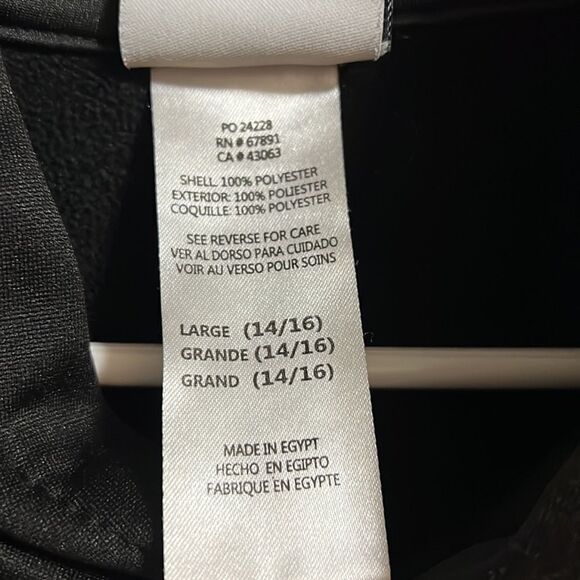 PO 24228
RN # 67891
CA # 43063
SHELL: 100% POLYESTER
EXTERIOR: 100% POLIESTER
COQUILLE: 100% POLYESTER
SEE REVERSE FOR CARE
VER AL DORSO PARA CUIDADO
VOIR AU VERSO POUR SOINS
LARGE (14/16)
GRANDE (14/16)
GRAND (14/16)
MADE IN EGYPT
HECHO EN EGIPTO
FABRIQUE EN EGYPTE